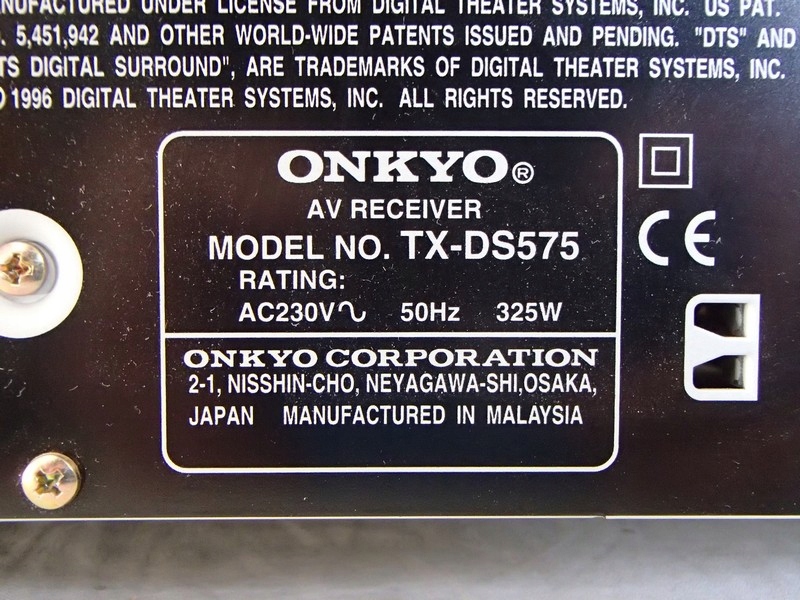 NUFACTURED UNDER LICENSE FROM DIGITAL THEATER SYSTEMS, INC. US PAT.
. 5,451,942 AND OTHER WORLD-WIDE PATENTS ISSUED AND PENDING. "DTS" AND
TS DIGITAL SURROUND", ARE TRADEMARKS OF DIGITAL THEATER SYSTEMS, INC.
1996 DIGITAL THEATER SYSTEMS, INC. ALL RIGHTS RESERVED.
ONKYO®
AV RECEIVER
MODEL NO. TX-DS575
RATING:
AC230V∿ 50Hz 325W
CE
ONKYO CORPORATION
2-1, NISSHIN-CHO, NEYAGAWA-SHI,OSAKA,
JAPAN MANUFACTURED IN MALAYSIA